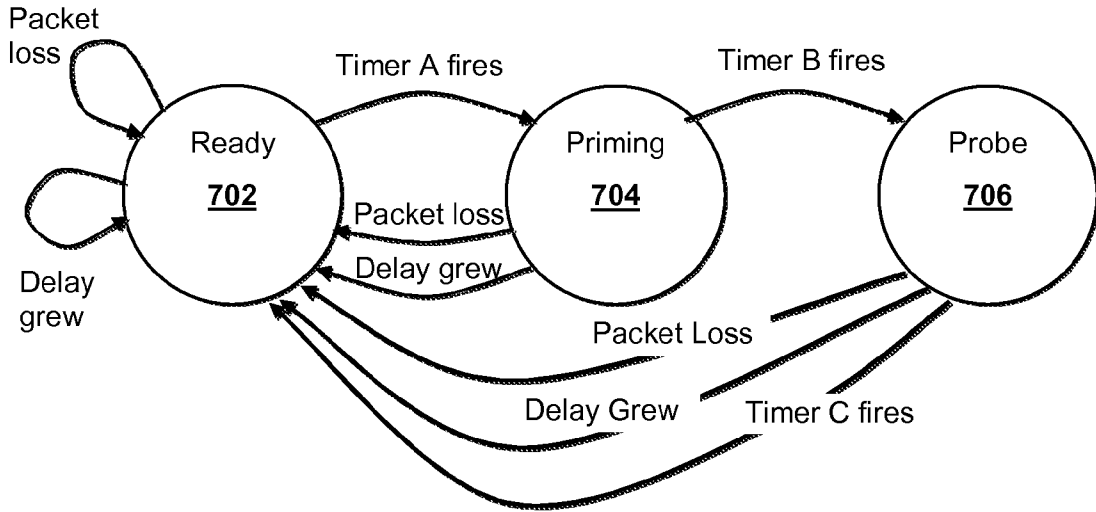 Packet
loss
Timer A fires
Timer B fires
Ready
702
Priming
704
Probe
706
Packet loss
Delay grew
Delay
grew
Packet Loss
Delay Grew
Timer C fires